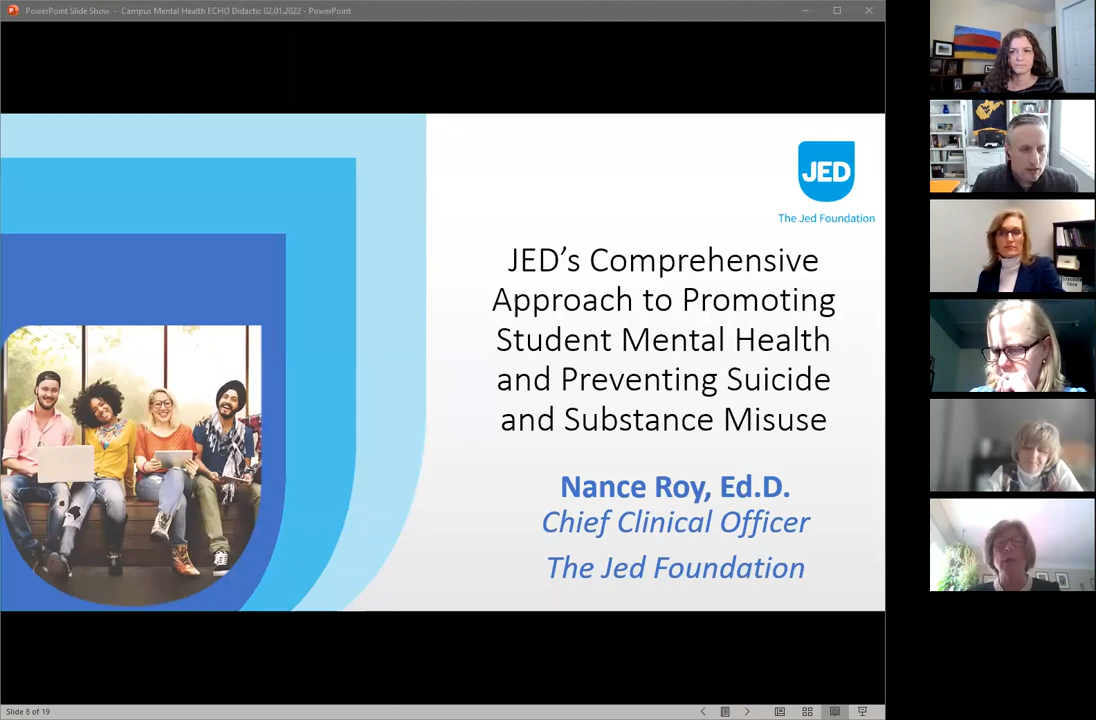 PowerPoint Slide Show - Campus Mental Health ECHO Didactic 02.01.2022 - PowerPoint
JED
The Jed Foundation
JED's Comprehensive
Approach to Promoting
Student Mental Health
and Preventing Suicide
and Substance Misuse
Nance Roy, Ed.D.
Chief Clinical Officer
The Jed Foundation
Slide 8 of 19